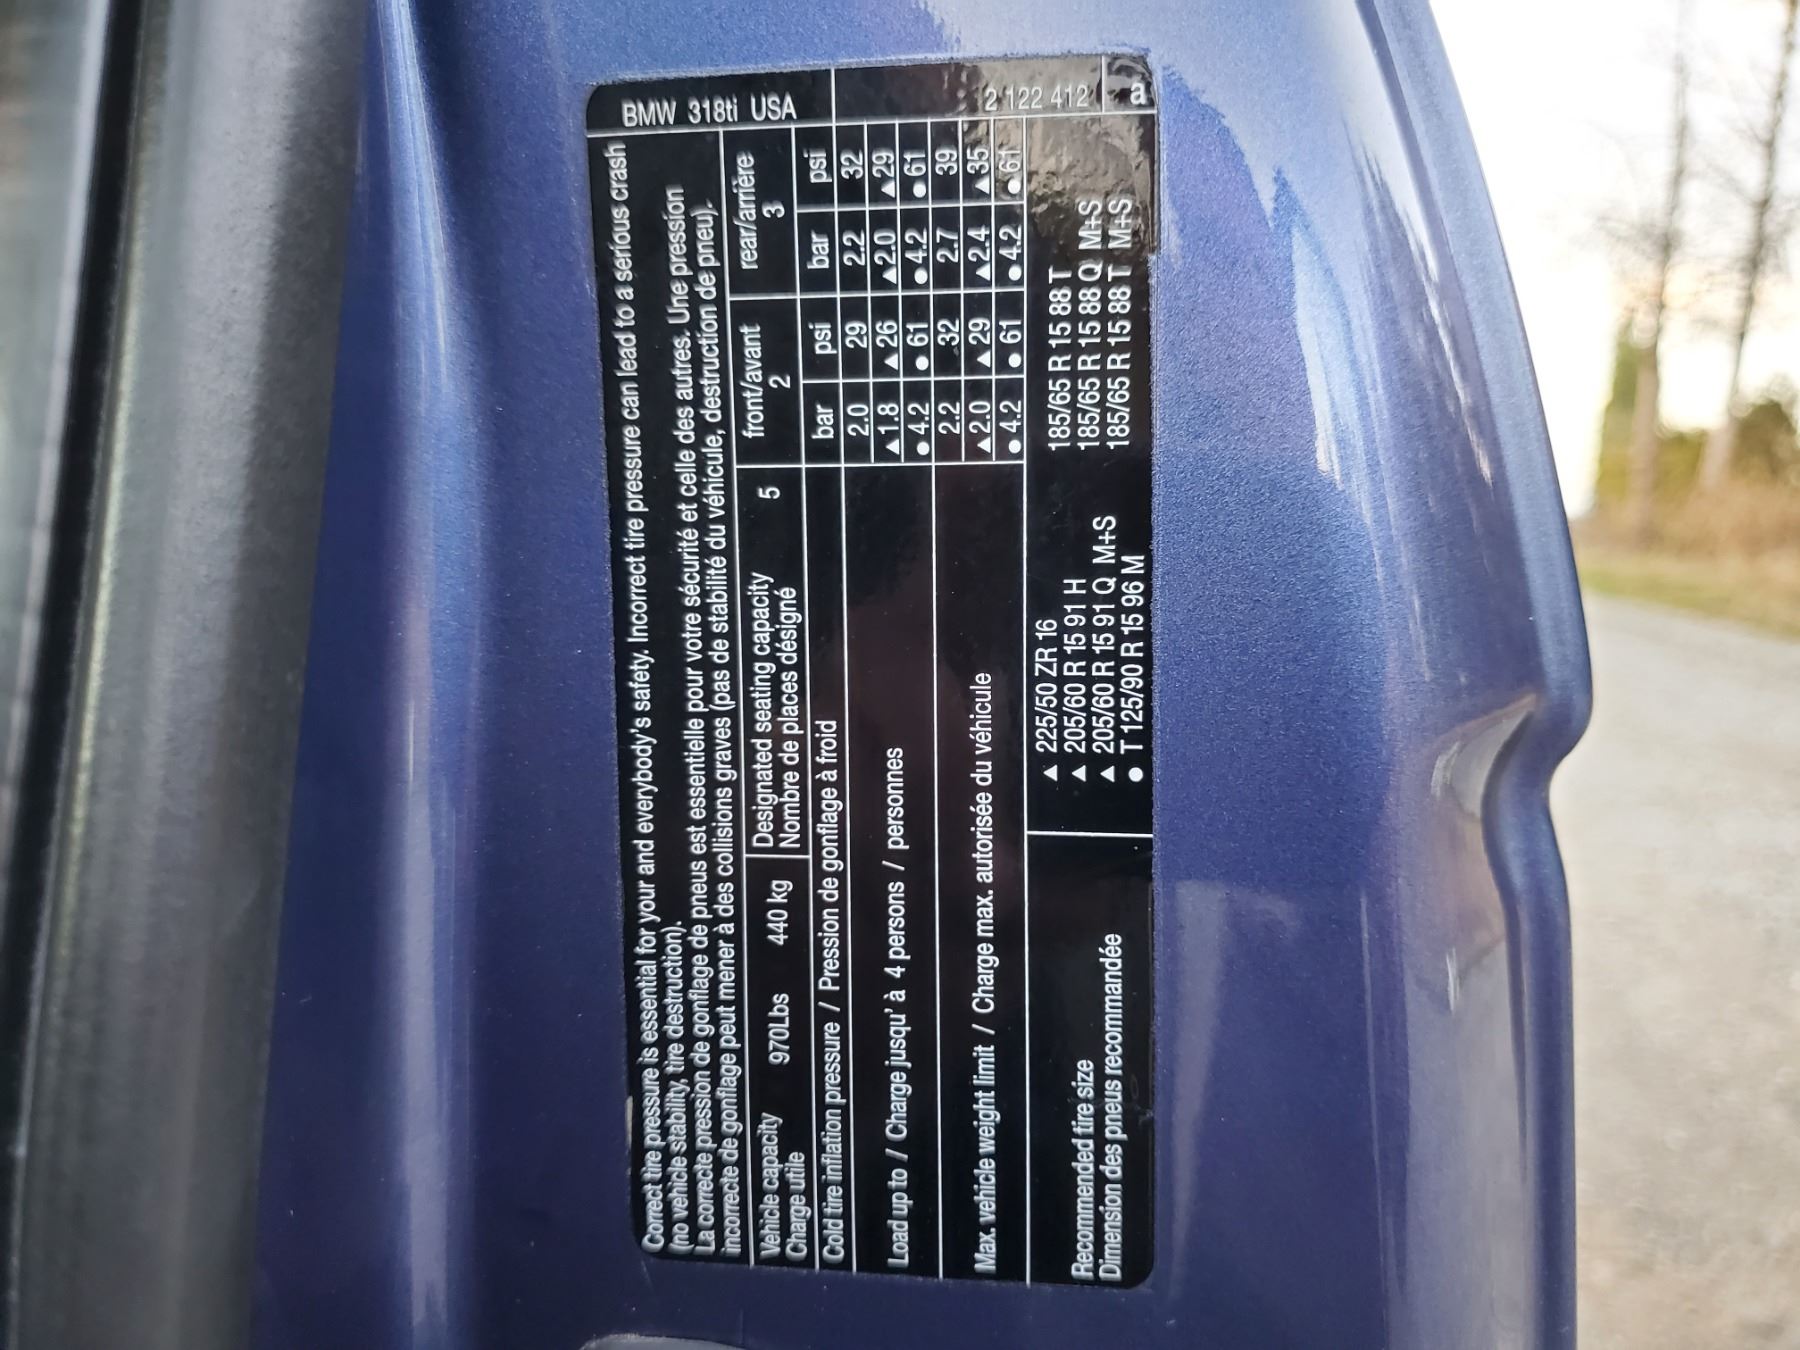 BMW 318ti USA 2 122 412 a
Correct tire pressure is essential for your and everybody's safety. Incorrect tire pressure can lead to a serious crash
(no vehicle stability, tire destruction).
La correcte pression de gonflage de pneus est essentielle pour votre sécurité et celle des autres. Une pression
incorrecte de gonflage peut mener à des collisions graves (pas de stabilité du véhicule, destruction de pneu).
Vehicle capacity 970Lbs 440 kg Designated seating capacity 5 front/avant rear/arrière
Charge utile Nombre de places désigné 2 3
Cold tire inflation pressure / Pression de gonflage à froid bar psi bar psi
2.0 29 2.2 32
Load up to / Charge jusqu' à 4 persons / personnes ▲1.8 ▲26 ▲2.0 ▲29
●4.2 ●61 ●4.2 ●61
2.2 32 2.7 39
Max. vehicle weight limit / Charge max. autorisée du véhicule ▲2.0 ▲29 ▲2.4 ▲35
●4.2 ●61 ●4.2 ●61
▲ 225/50 ZR 16 185/65 R 15 88 T
Recommended tire size ▲ 205/60 R 15 91 H 185/65 R 15 88 Q M+S
Dimension des pneus recommandée ▲ 205/60 R 15 91 Q M+S 185/65 R 15 88 T M+S
● T 125/90 R 15 96 M